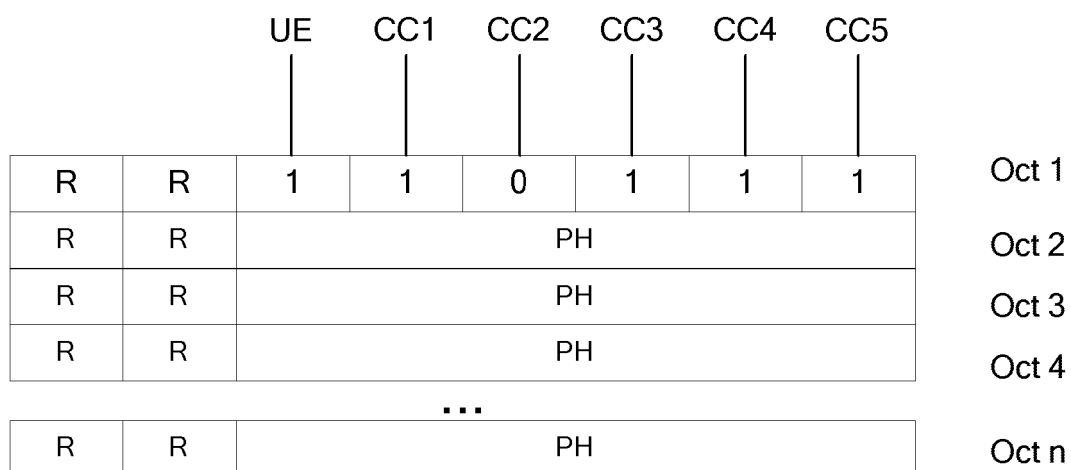 UE CC1 CC2 CC3 CC4 CC5
R R 1 1 0 1 1 1 Oct 1
R R PH Oct 2
R R PH Oct 3
R R PH Oct 4
...
R R PH Oct n